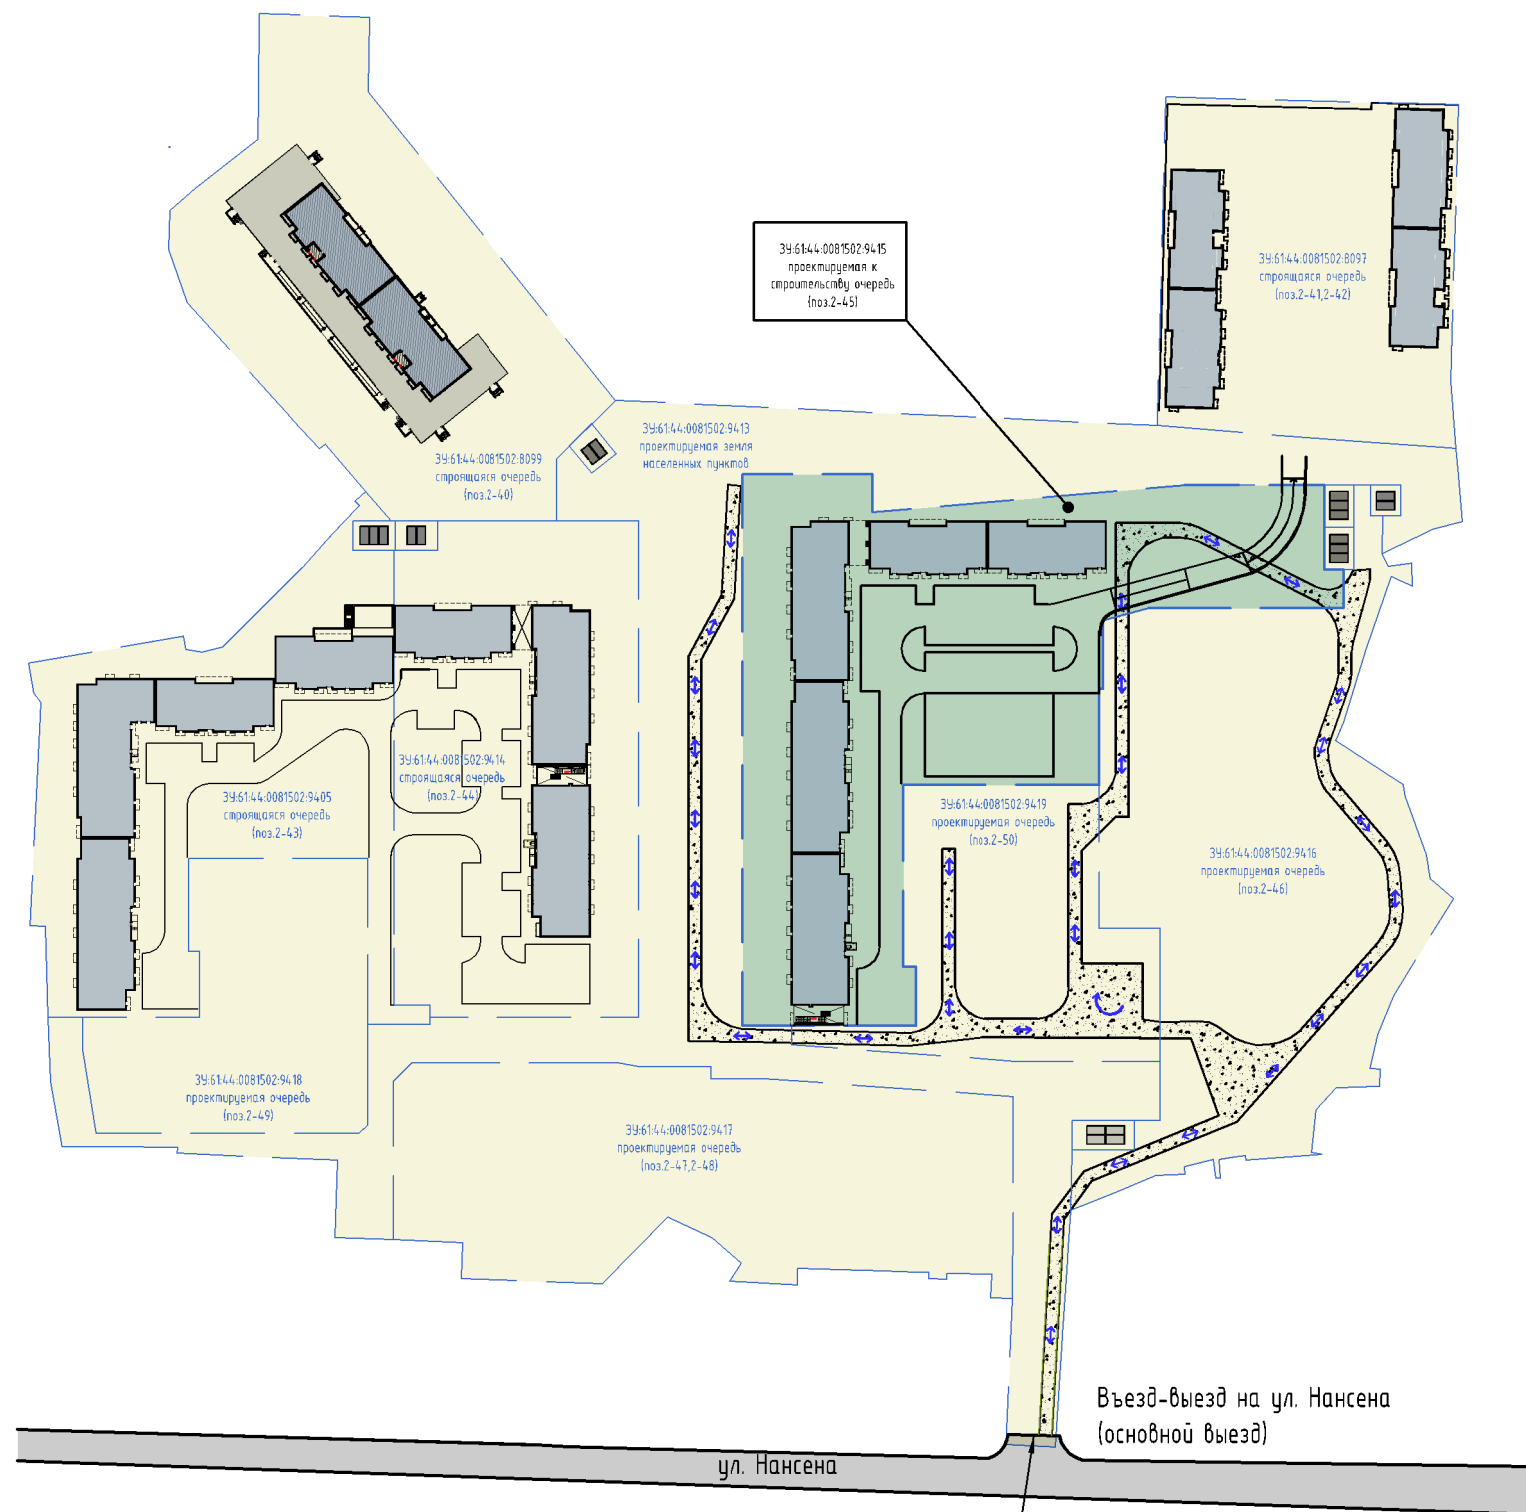 ЗУ:61:44:0081502:9415
проектируемая к
строительству очередь
(поз.2-45)
ЗУ:61:44:0081502:8097
строящаяся очередь
(поз.2-41,2-42)
ЗУ:61:44:0081502:9413
проектируемая земля
населенных пунктов
ЗУ:61:44:0081502:8099
строящаяся очередь
(поз.2-40)
ЗУ:61:44:0081502:9414
строящаяся очередь
(поз.2-44)
ЗУ:61:44:0081502:9405
строящаяся очередь
(поз.2-43)
ЗУ:61:44:0081502:9419
проектируемая очередь
(поз.2-50)
ЗУ:61:44:0081502:9416
проектируемая очередь
(поз.2-46)
ЗУ:61:44:0081502:9418
проектируемая очередь
(поз.2-49)
ЗУ:61:44:0081502:9417
проектируемая очередь
(поз.2-47,2-48)
Въезд-выезд на ул. Нансена
(основной выезд)
ул. Нансена